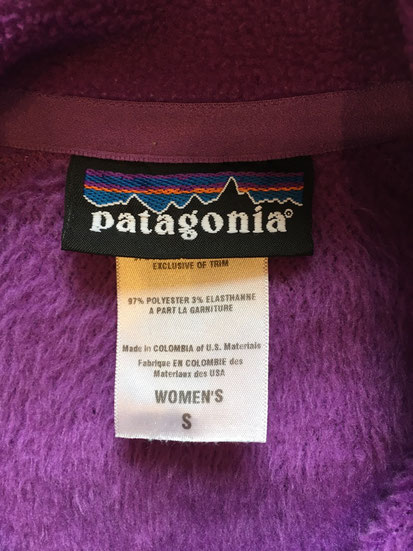 patagonia®
EXCLUSIVE OF TRIM
97% POLYESTER 3% ELASTHANNE
A PART LA GARNITURE
Made in COLOMBIA of U.S. Materials
Fabrique EN COLOMBIE des
Materiaux des USA
WOMEN'S
S